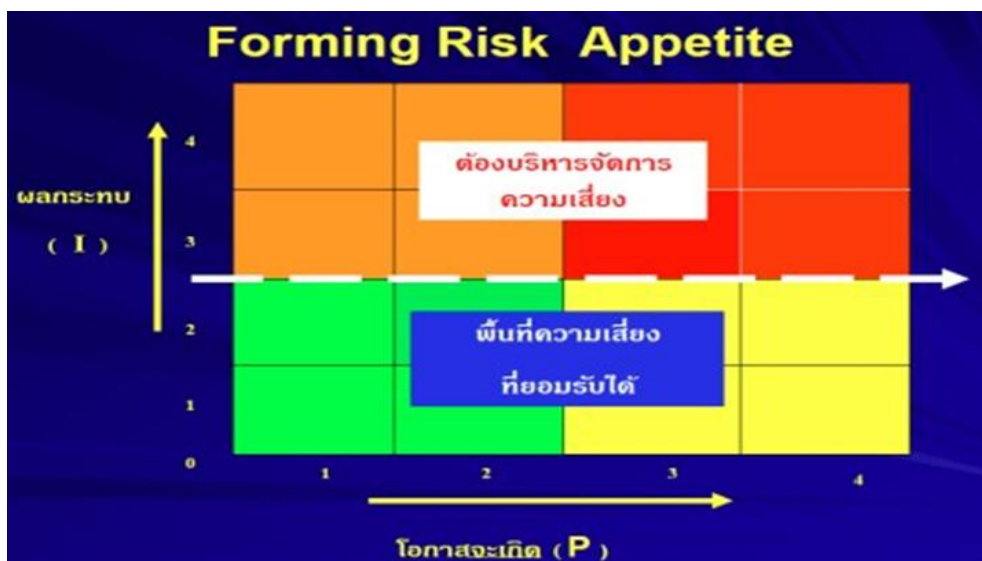 Forming Risk Appetite
4
ต้องบริหารจัดการ
ความเสี่ยง
ผลกระทบ
( I )
3
2
พื้นที่ความเสี่ยง
ที่ยอมรับได้
1
0
1 2 3 4
โอกาสจะเกิด ( P )